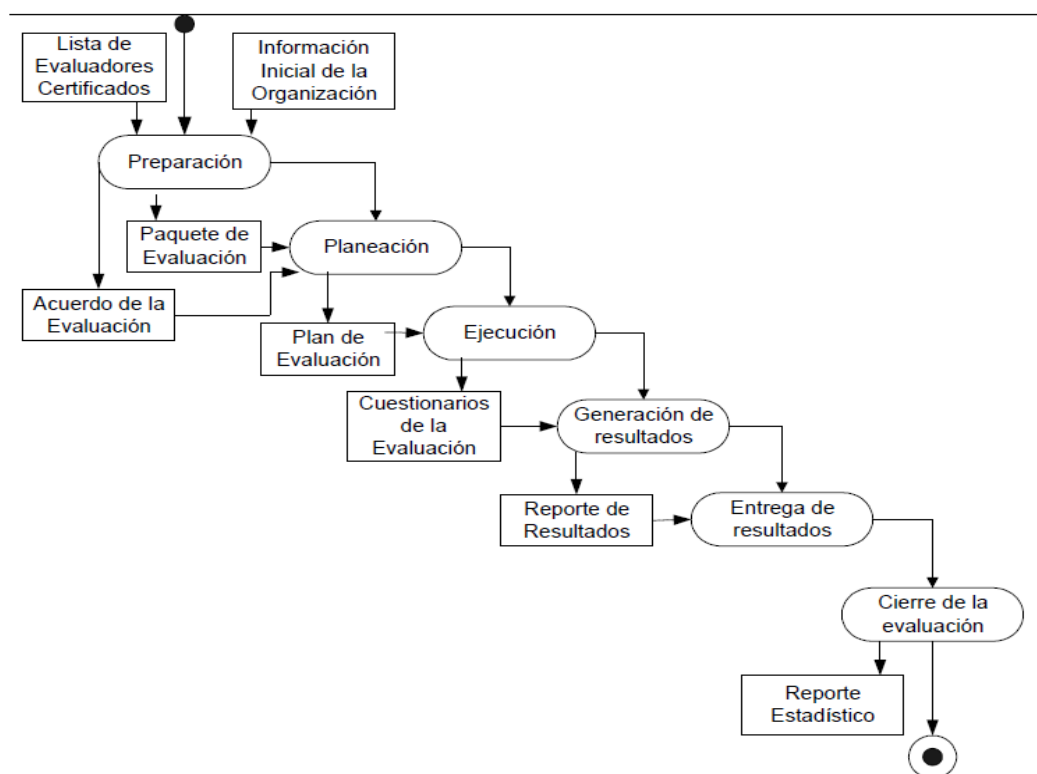 Lista de
Evaluadores
Certificados
Información
Inicial de la
Organización
Preparación
Paquete de
Evaluación
Planeación
Acuerdo de la
Evaluación
Plan de
Evaluación
Ejecución
Cuestionarios
de la
Evaluación
Generación de
resultados
Reporte de
Resultados
Entrega de
resultados
Cierre de la
evaluación
Reporte
Estadístico